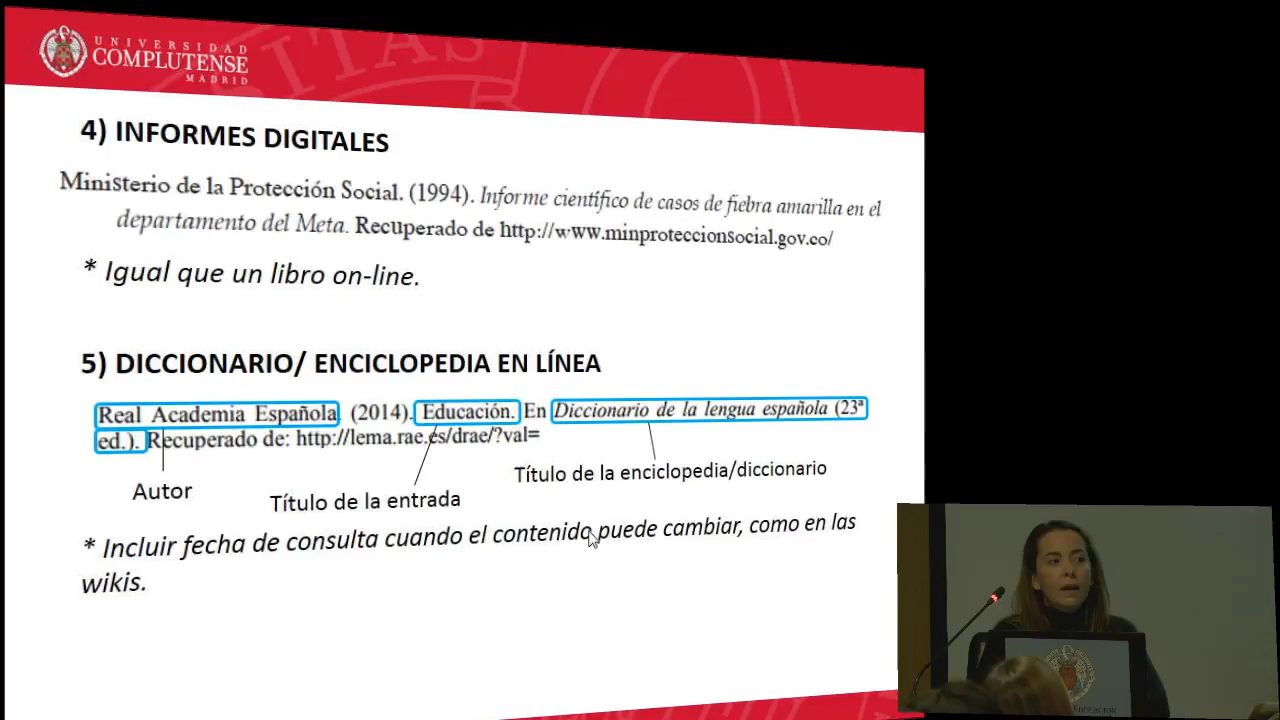 UNIVERSIDAD
COMPLUTENSE
MADRID
4) INFORMES DIGITALES
Ministerio de la Protección Social. (1994). Informe científico de casos de fiebra amarilla en el
departamento del Meta. Recuperado de http://www.minproteccionsocial.gov.co/
* Igual que un libro on-line.
5) DICCIONARIO/ ENCICLOPEDIA EN LÍNEA
Real Academia Española. (2014). Educación. En Diccionario de la lengua española (23ª
ed.). Recuperado de: http://lema.rae.es/drae/?val=
Autor
Título de la entrada
Título de la enciclopedia/diccionario
* Incluir fecha de consulta cuando el contenido puede cambiar, como en las
wikis.